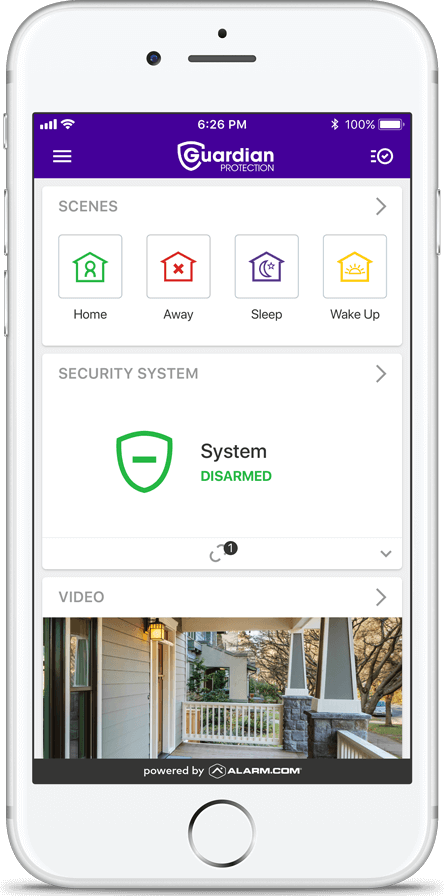 6:26 PM
100%
Guardian
PROTECTION
SCENES
Home
Away
Sleep
Wake Up
SECURITY SYSTEM
System
DISARMED
1
VIDEO
powered by ALARM.COM